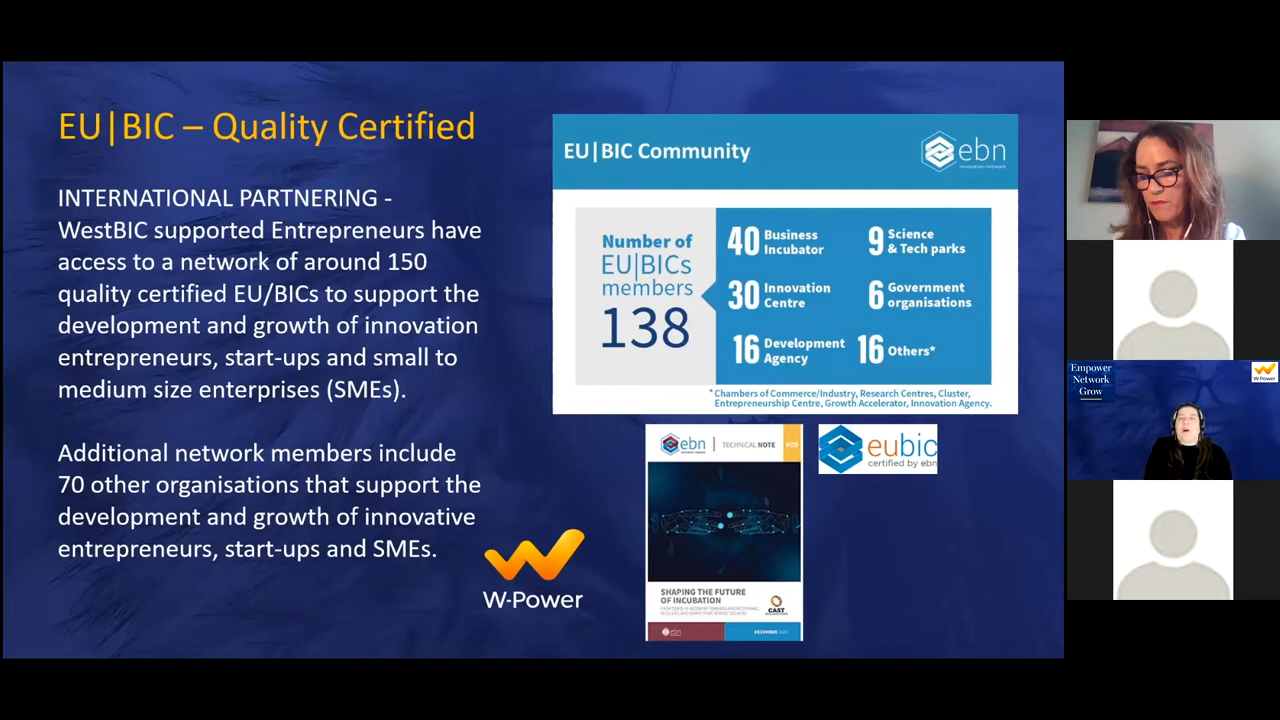 EU|BIC – Quality Certified
INTERNATIONAL PARTNERING -
WestBIC supported Entrepreneurs have
access to a network of around 150
quality certified EU/BICs to support the
development and growth of innovation
entrepreneurs, start-ups and small to
medium size enterprises (SMEs).
Additional network members include
70 other organisations that support the
development and growth of innovative
entrepreneurs, start-ups and SMEs.
W-Power
EU|BIC Community
ebn
Number of
EU|BICs
members
138
40 Business
Incubator
9 Science
& Tech parks
30 Innovation
Centre
6 Government
organisations
16 Development
Agency
16 Others*
* Chambers of Commerce/Industry, Research Centres, Cluster,
Entrepreneurship Centre, Growth Accelerator, Innovation Agency.
ebn
TECHNICAL NOTE
SHAPING THE FUTURE
OF INCUBATION
CAST
ebn
DECEMBER
eubic
certified by ebn
Empower
Network
Grow
W-Power